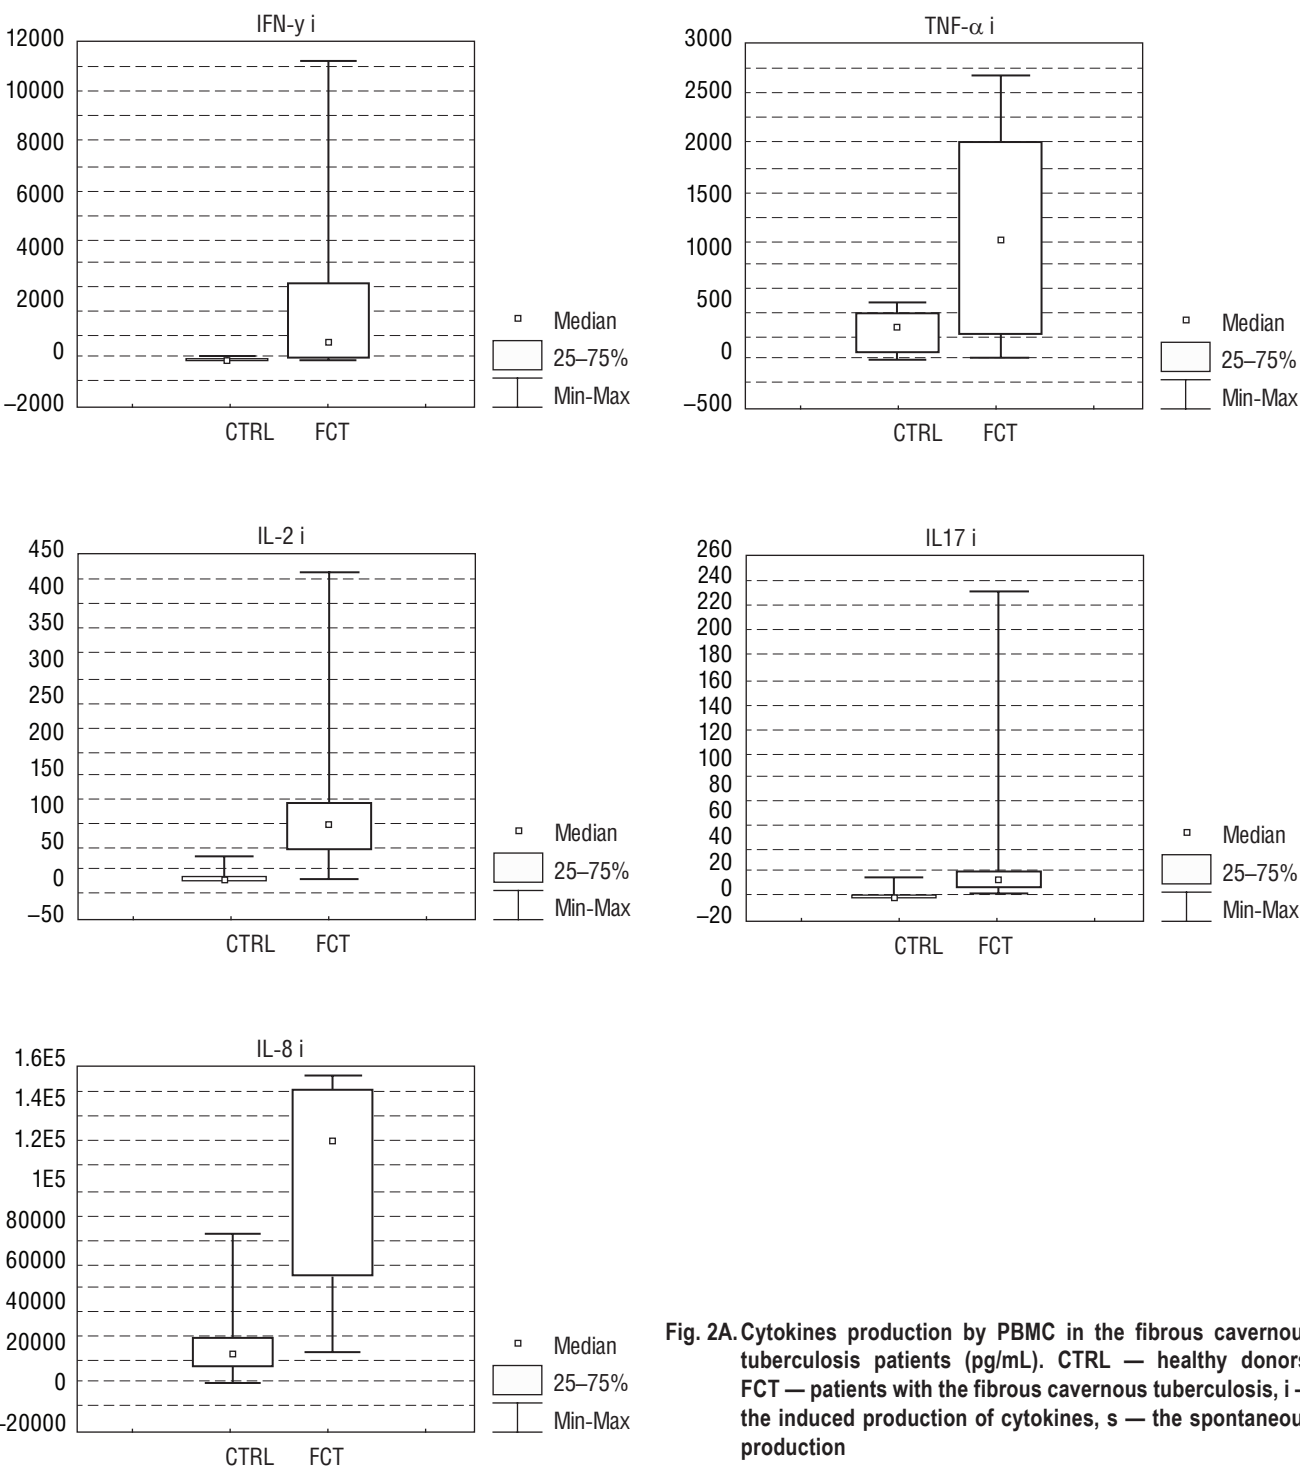 IFN-y i
12000
10000
8000
6000
4000
2000
0
–2000
CTRL FCT
Median
25–75%
Min-Max
TNF-α i
3000
2500
2000
1500
1000
500
0
–500
CTRL FCT
Median
25–75%
Min-Max
IL-2 i
450
400
350
300
250
200
150
100
50
0
–50
CTRL FCT
Median
25–75%
Min-Max
IL17 i
260
240
220
200
180
160
140
120
100
80
60
40
20
0
–20
CTRL FCT
Median
25–75%
Min-Max
IL-8 i
1.6E5
1.4E5
1.2E5
1E5
80000
60000
40000
20000
0
–20000
CTRL FCT
Median
25–75%
Min-Max
Fig. 2A. Cytokines production by PBMC in the fibrous cavernou
tuberculosis patients (pg/mL). CTRL — healthy donors
FCT — patients with the fibrous cavernous tuberculosis, i –
the induced production of cytokines, s — the spontaneou
production